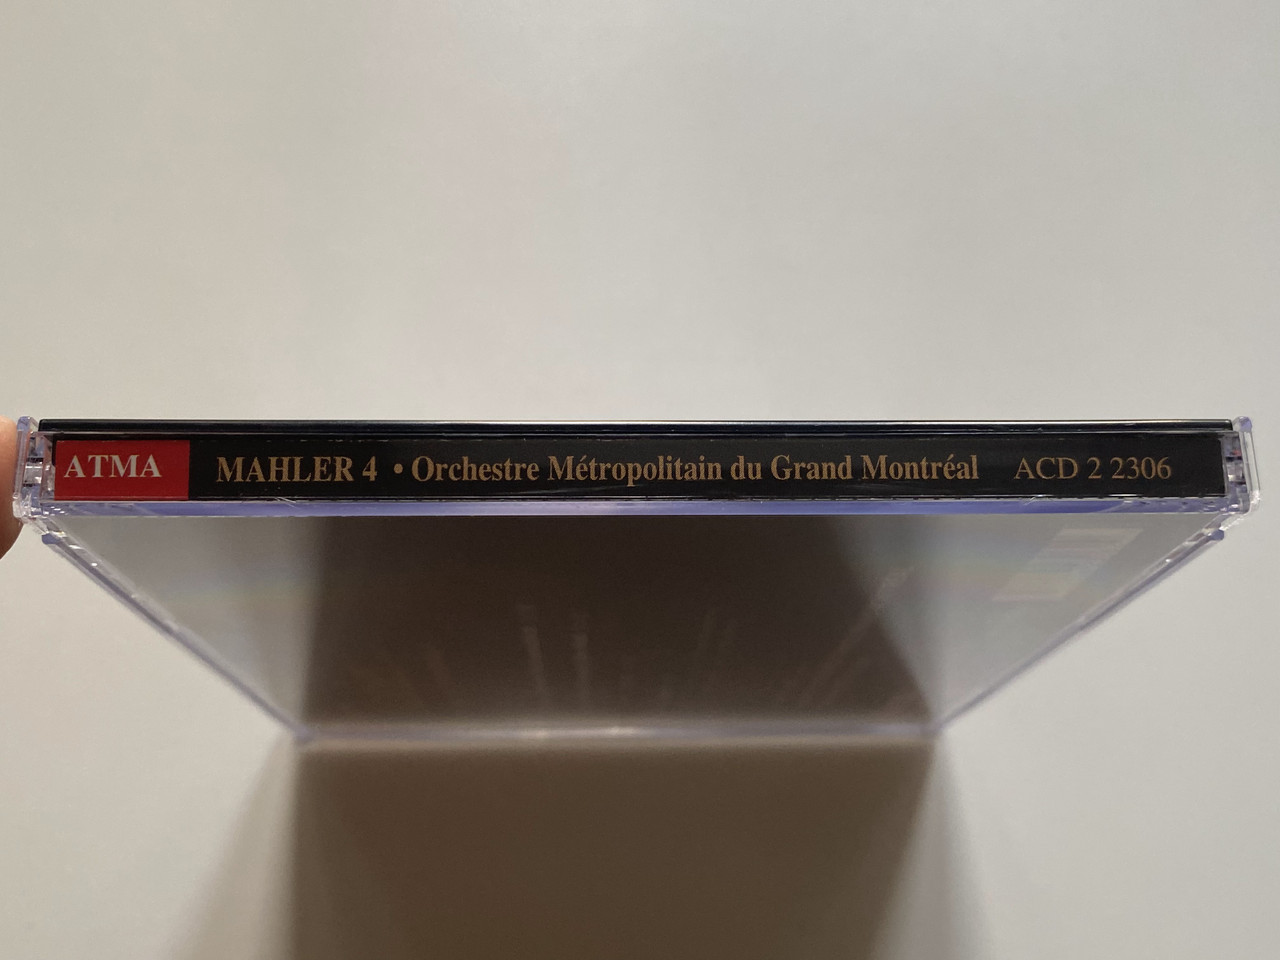 ATMA MAHLER 4 • Orchestre Métropolitain du Grand Montréal ACD 2 2306